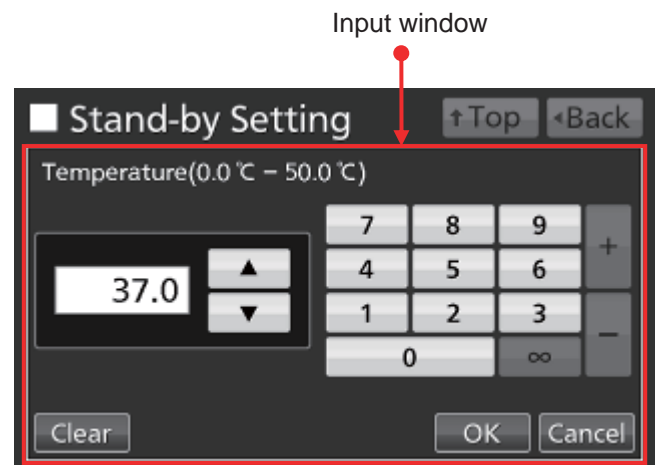 Input window
Stand-by Setting ↑Top ◂Back
Temperature(0.0 ℃ – 50.0 ℃)
7 8 9 +
37.0 ▲ 4 5 6
▼ 1 2 3 −
0 ∞
Clear OK Cancel